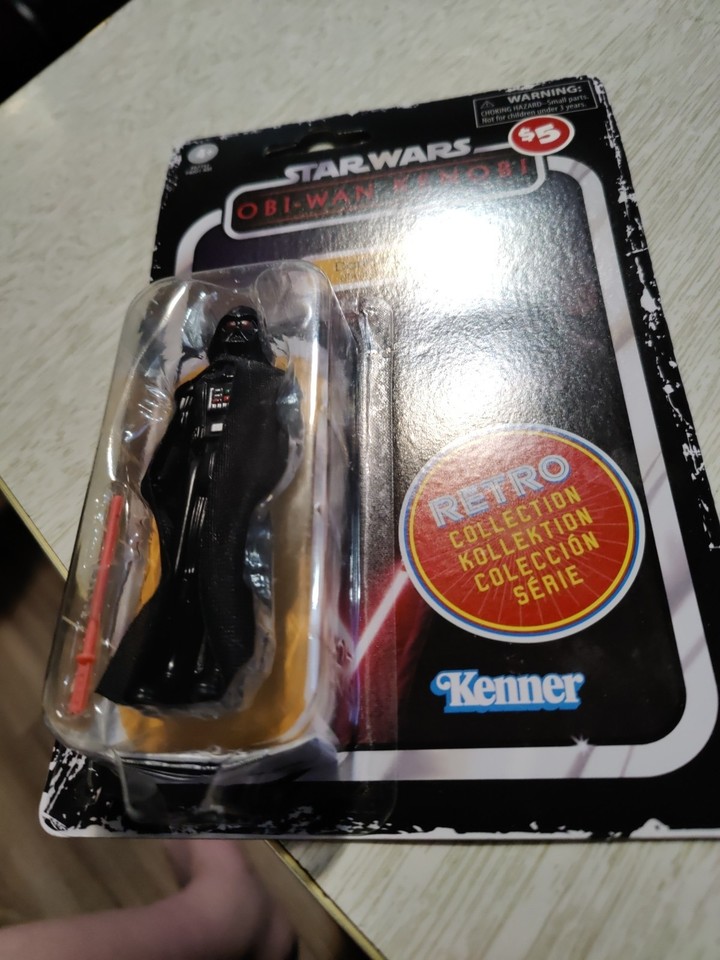 WARNING:
CHOKING HAZARD–Small parts.
Not for children under 3 years.
$5
4+
STAR WARS
OBI-WAN KENOBI
RETRO
COLLECTION
KOLLEKTION
COLECCIÓN
SÉRIE
Kenner